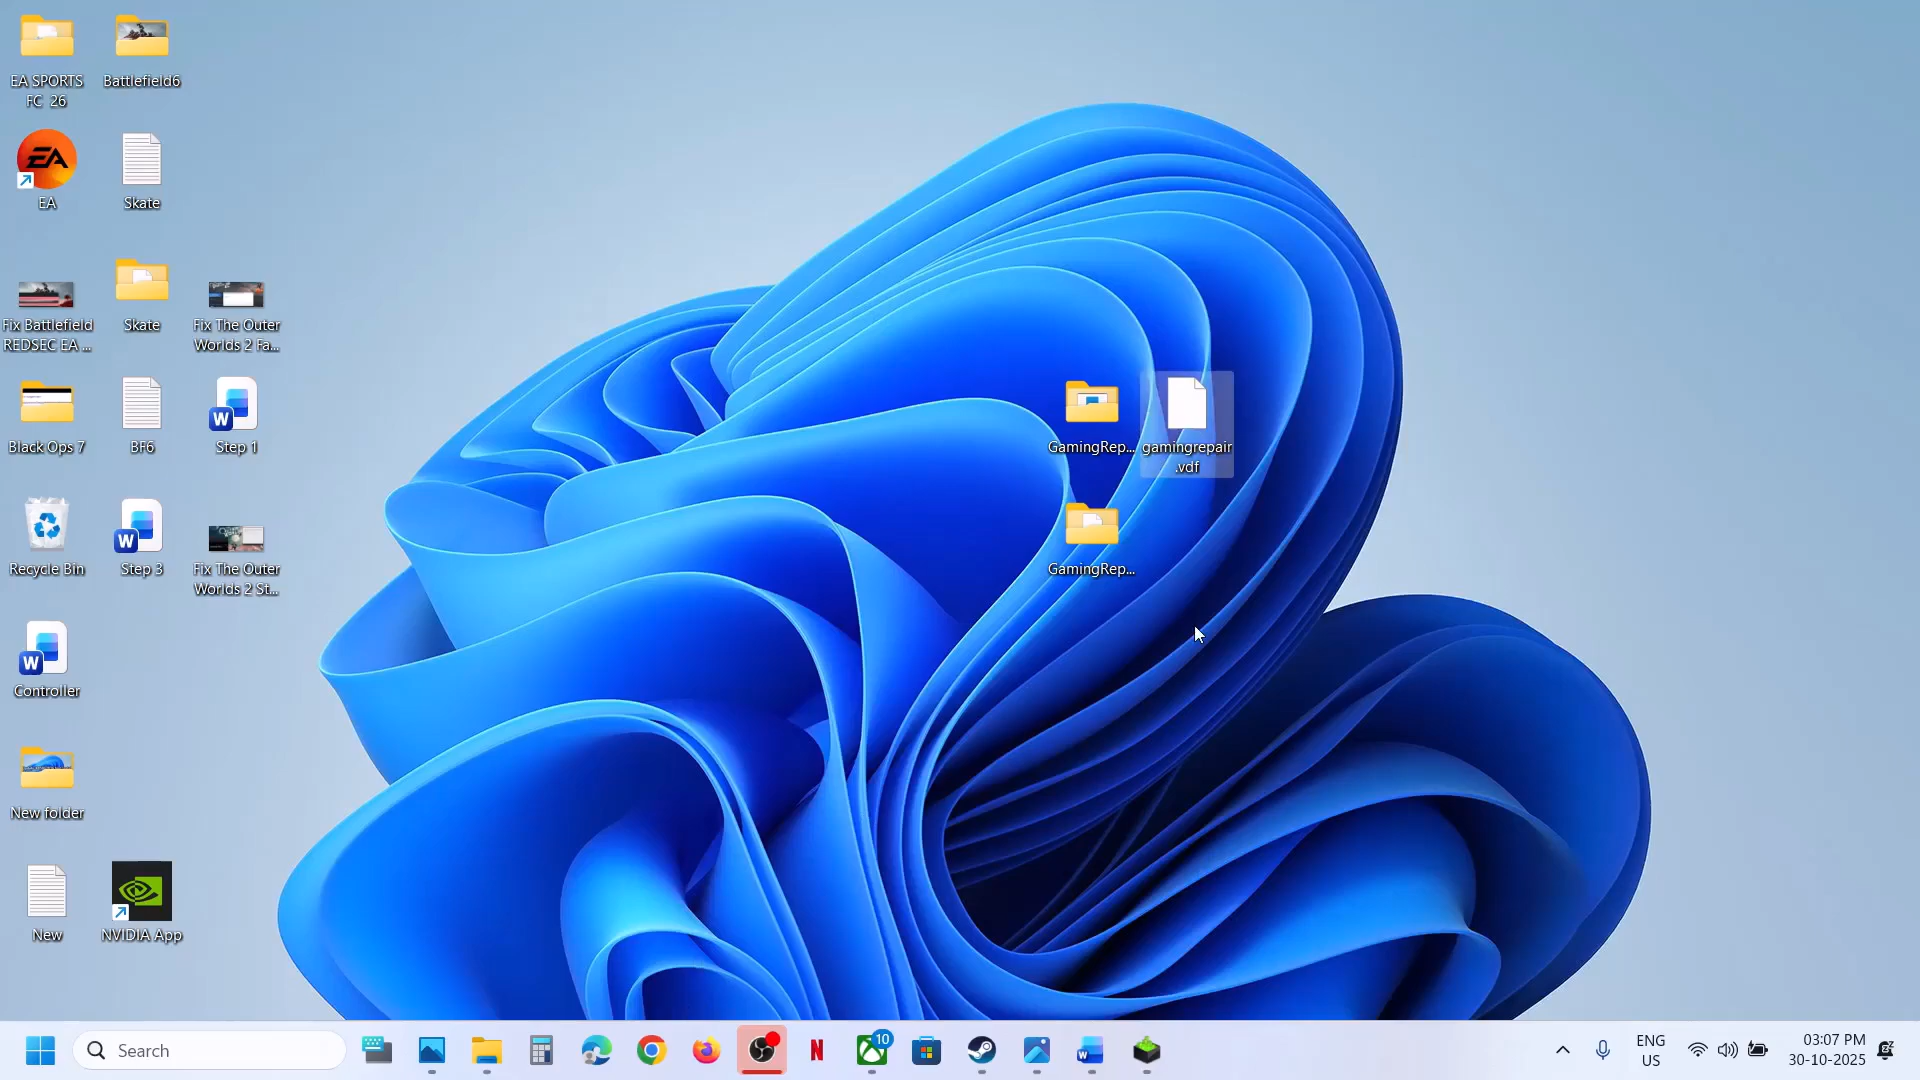 EA SPORTS
FC  26
Battlefield6
EA
Skate
Fix Battlefield
REDSEC EA ...
Skate
Fix The Outer
Worlds 2 Fa...
Black Ops 7
BF6
Step 1
Recycle Bin
Step 3
Fix The Outer
Worlds 2 St...
Controller
New folder
New
NVIDIA App
GamingRep...
gamingrepair
.vdf
GamingRep...
Search
10
ENG
US
03:07 PM
30-10-2025